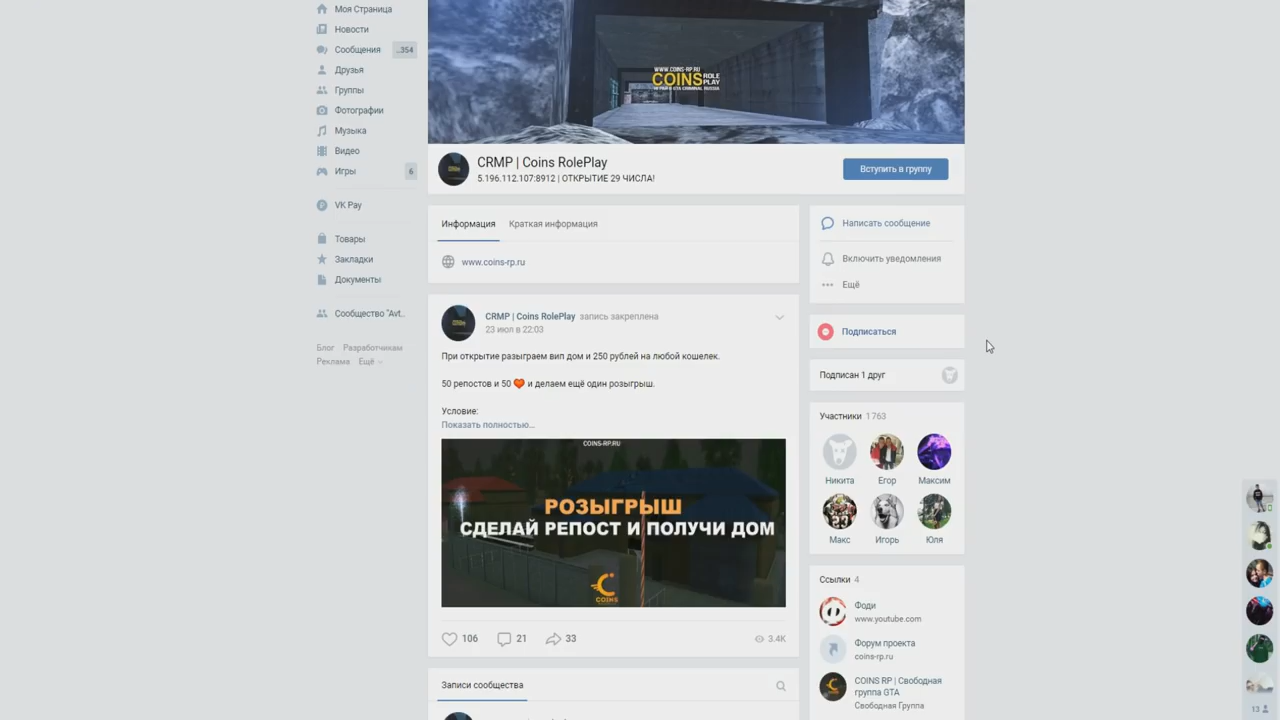 Моя Страница
Новости
Сообщения ..354
Друзья
Группы
Фотографии
Музыка
Видео
Игры 6
VK Pay
Товары
Закладки
Документы
Сообщество "Avt..
Блог Разработчикам
Реклама Ещё
WWW.COINS-RP.RU
COINS ROLE PLAY
CRMP | Coins RolePlay
5.196.112.107:8912 | ОТКРЫТИЕ 29 ЧИСЛА!
Вступить в группу
Информация Краткая информация
www.coins-rp.ru
CRMP | Coins RolePlay запись закреплена
23 июл в 22:03
При открытие разыграем вип дом и 250 рублей на любой кошелек.
50 репостов и 50 ❤ и делаем ещё один розыгрыш.
Условие:
Показать полностью…
COINS-RP.RU
РОЗЫГРЫШ
СДЕЛАЙ РЕПОСТ И ПОЛУЧИ ДОМ
COINS
106 21 33 3.4K
Записи сообщества
Написать сообщение
Включить уведомления
Ещё
Подписаться
Подписан 1 друг
Участники 1 763
Никита Егор Максим
Макс Игорь Юля
Ссылки 4
Фоди
www.youtube.com
Форум проекта
coins-rp.ru
COINS RP | Свободная
группа GTA
Свободная Группа
13